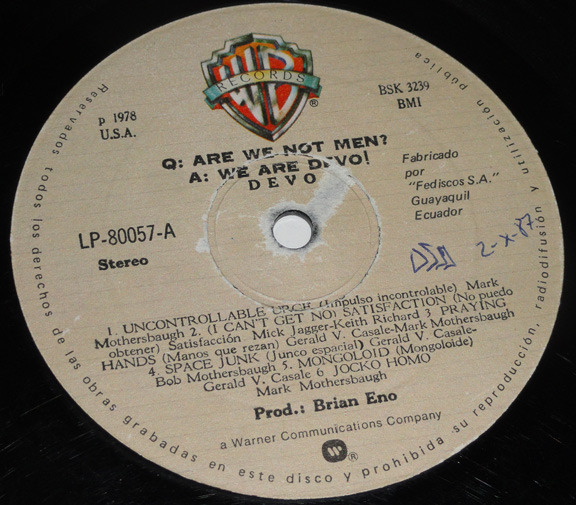 WB
RECORDS
®
p 1978
U.S.A.
BSK 3239
BMI
Q: ARE WE NOT MEN?
A: WE ARE DEVO!
DEVO
Fabricado
por
"Fediscos S.A."
Guayaquil
Ecuador
LP-80057-A
Stereo
2-X-87
1. UNCONTROLLABLE URGE (Impulso incontrolable) Mark
Mothersbaugh 2. (I CAN'T GET NO) SATISFACTION (No puedo
obtener) Satisfacción Mick Jagger-Keith Richard 3 PRAYING
HANDS (Manos que rezan) Gerald V. Casale-Mark Mothersbaugh
4. SPACE JUNK (Junco espacial) Gerald V. Casale-
Bob Mothersbaugh 5. MONGOLOID (Mongoloide)
Gerald V. Casale 6 JOCKO HOMO
Mark Mothersbaugh
Prod.: Brian Eno
a Warner Communications Company
®
Reservados todos los derechos de las obras grabadas en este disco y prohibida su reproducción, radiodifusión y utilización pública